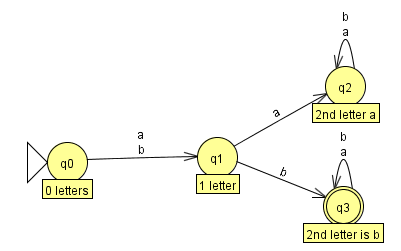 b
a
q2
2nd letter a
a
b
a
q0
0 letters
q1
1 letter
b
b
a
q3
2nd letter is b